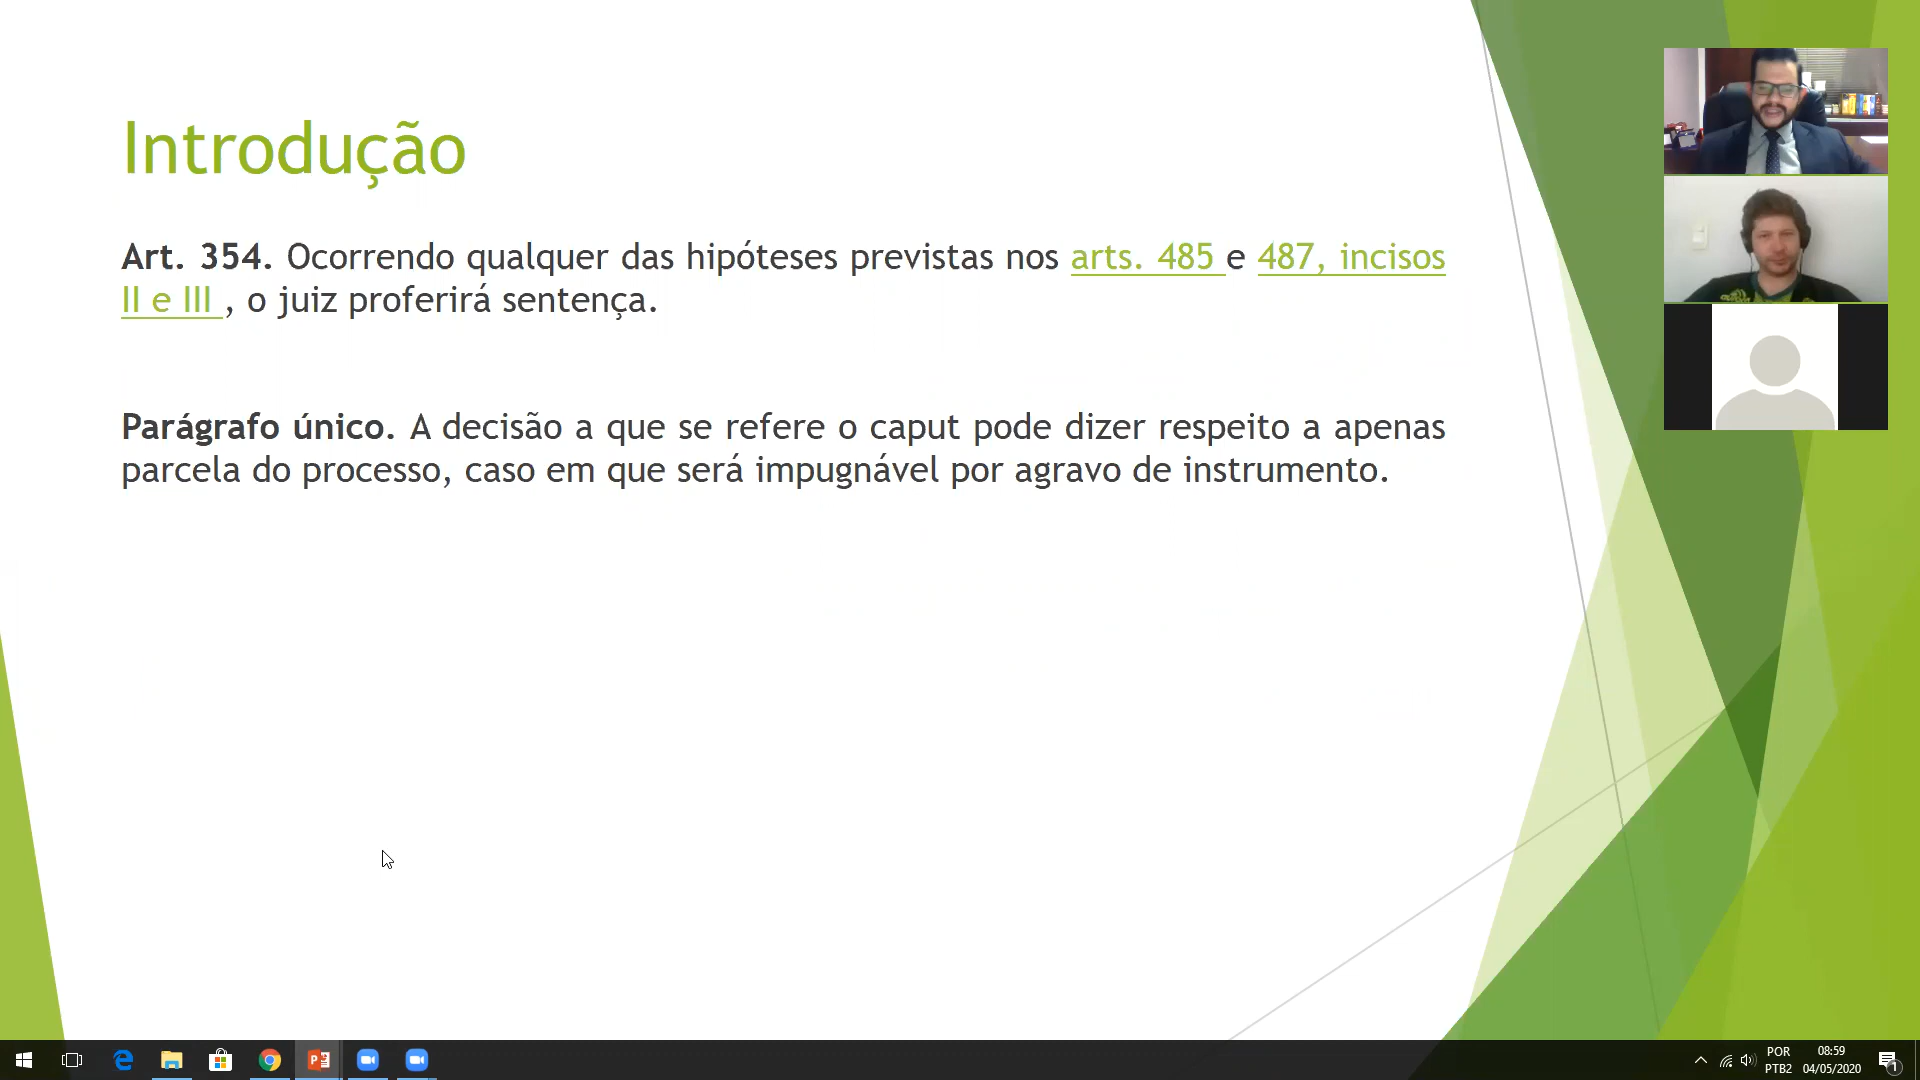 Introdução
Art. 354. Ocorrendo qualquer das hipóteses previstas nos arts. 485 e 487, incisos
II e III , o juiz proferirá sentença.
Parágrafo único. A decisão a que se refere o caput pode dizer respeito a apenas
parcela do processo, caso em que será impugnável por agravo de instrumento.
POR
PTB2
08:59
04/05/2020
1